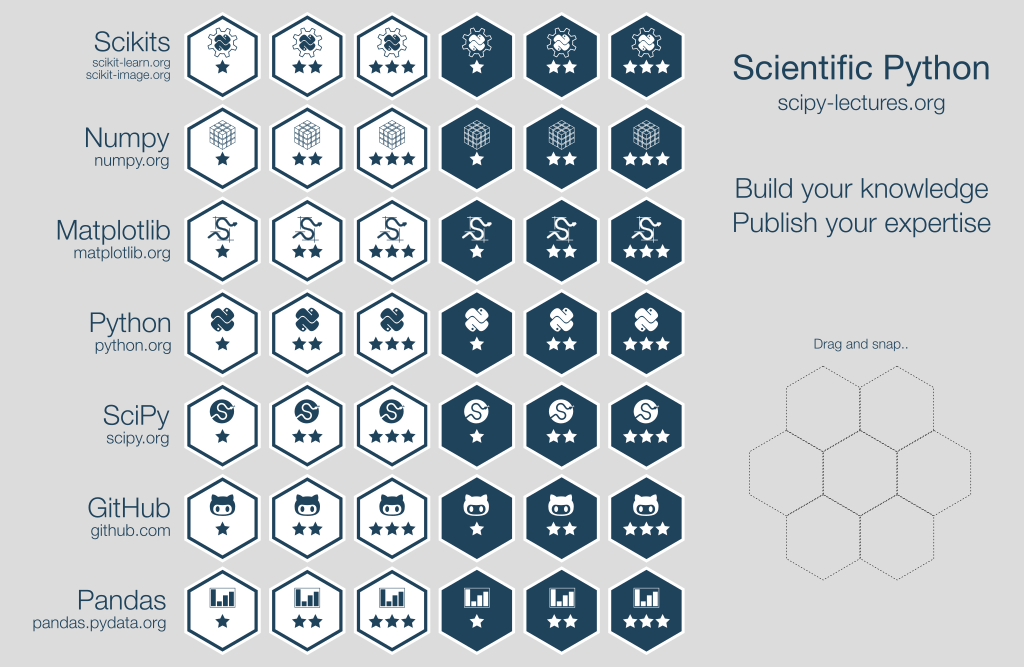 Scikits
scikit-learn.org
scikit-image.org
Numpy
numpy.org
Matplotlib
matplotlib.org
Python
python.org
SciPy
scipy.org
GitHub
github.com
Pandas
pandas.pydata.org
Scientific Python
scipy-lectures.org
Build your knowledge
Publish your expertise
Drag and snap..